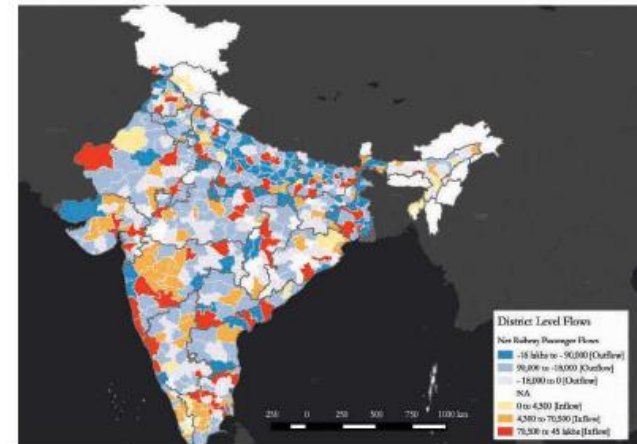 District Level Flows
Net Railway Passenger Flows
-16 lakhs to - 90,000 [Outflow]
90,000 to -18,000 [Outflow]
-18,000 to 0 [Outflow]
NA
0 to 4,300 [Inflow]
4,300 to 70,500 [Inflow]
70,500 to 45 lakhs [Inflow]
250 0 250 500 750 1000 km